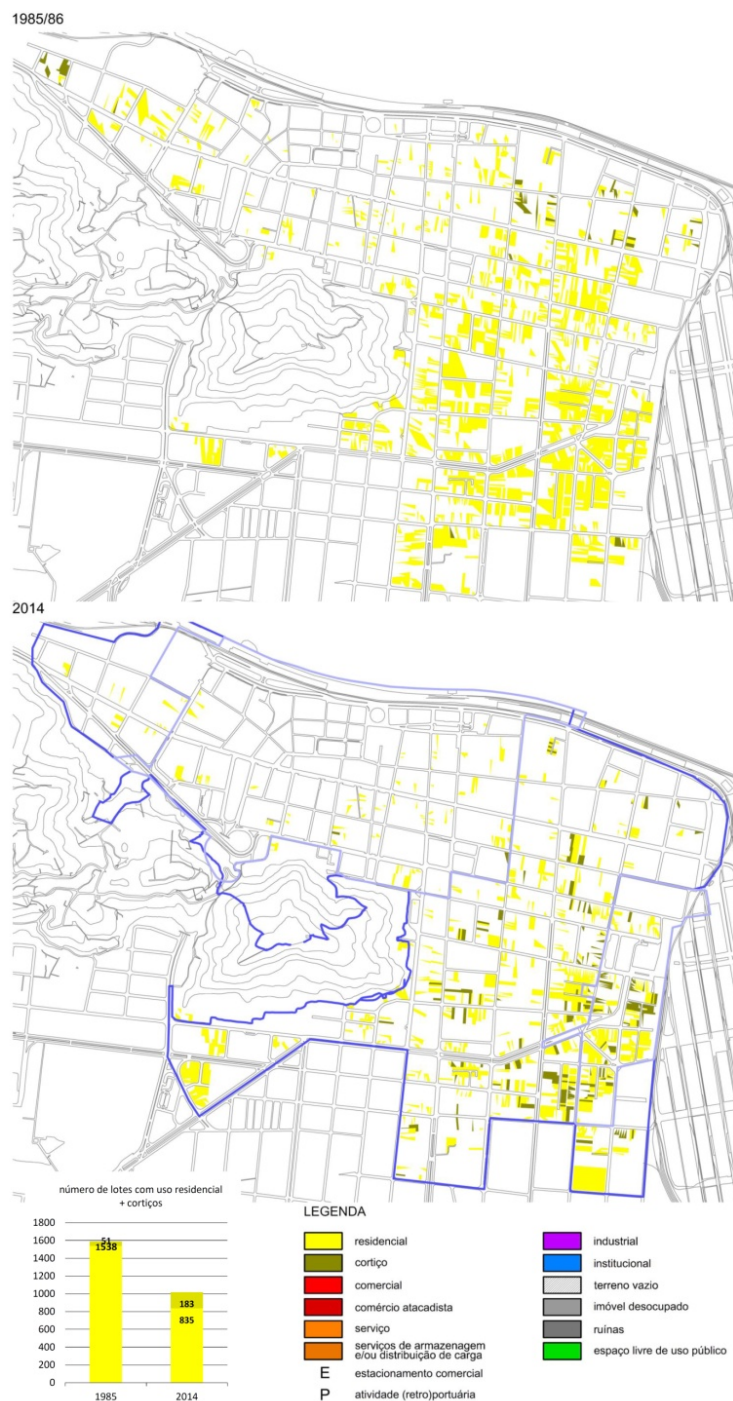 1985/86
2014
número de lotes com uso residencial
+ cortiços
1800
1600
1400
1200
1000
800
600
400
200
0
51
1538
183
835
1985
2014
LEGENDA
residencial
cortiço
comercial
comércio atacadista
serviço
serviços de armazenagem
e/ou distribuição de carga
E estacionamento comercial
P atividade (retro)portuária
industrial
institucional
terreno vazio
imóvel desocupado
ruínas
espaço livre de uso público